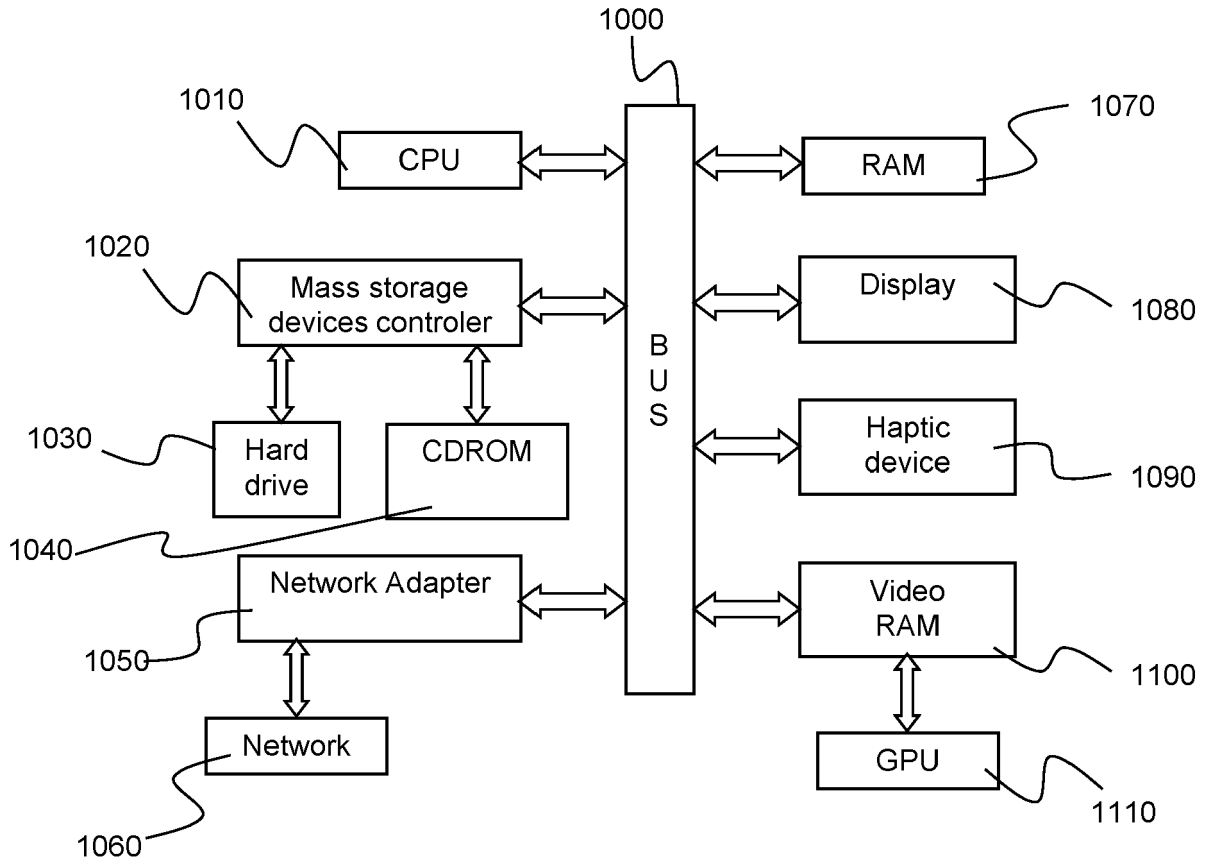 1000
1010
CPU
RAM
1070
1020
Mass storage
devices controler
Display
1080
B
U
S
1030
Hard
drive
CDROM
Haptic
device
1090
1040
Network Adapter
Video
RAM
1050
1100
Network
GPU
1060
1110